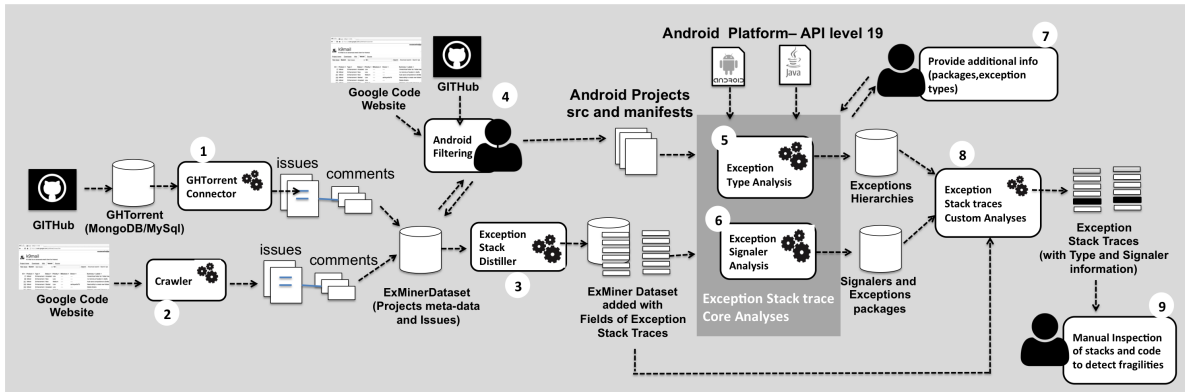 Android Platform– API level 19
7
Provide additional info
(packages,exception
types)
ANDROID
Java
k9mail
Google Code
Website
GITHub
4
Android
Filtering
Android Projects
src and manifests
1
GHTorrent
Connector
issues
comments
GITHub
GHTorrent
(MongoDB/MySql)
5
Exception
Type Analysis
Exceptions
Hierarchies
8
Exception
Stack traces
Custom Analyses
Exception
Stack Traces
(with Type and Signaler
information)
k9mail
Google Code
Website
Crawler
2
issues
comments
ExMinerDataset
(Projects meta-data
and Issues)
Exception
Stack
Distiller
3
ExMiner Dataset
added with
Fields of Exception
Stack Traces
6
Exception
Signaler
Analysis
Exception Stack trace
Core Analyses
Signalers and
Exceptions
packages
9
Manual Inspection
of stacks and code
to detect fragilities